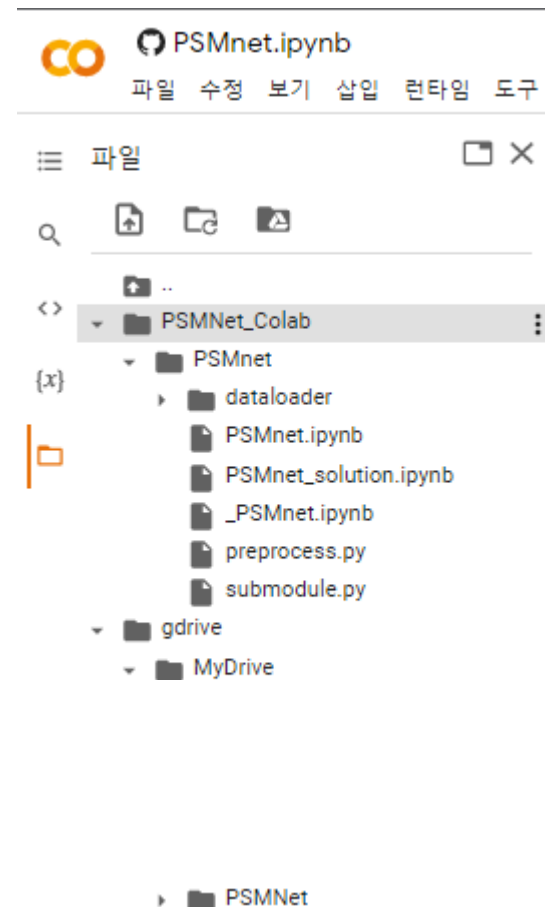 CO PSMnet.ipynb
파일 수정 보기 삽입 런타임 도구
파일
..
<>
PSMNet_Colab
PSMnet
{x}
dataloader
PSMnet.ipynb
PSMnet_solution.ipynb
_PSMnet.ipynb
preprocess.py
submodule.py
gdrive
MyDrive
PSMNet